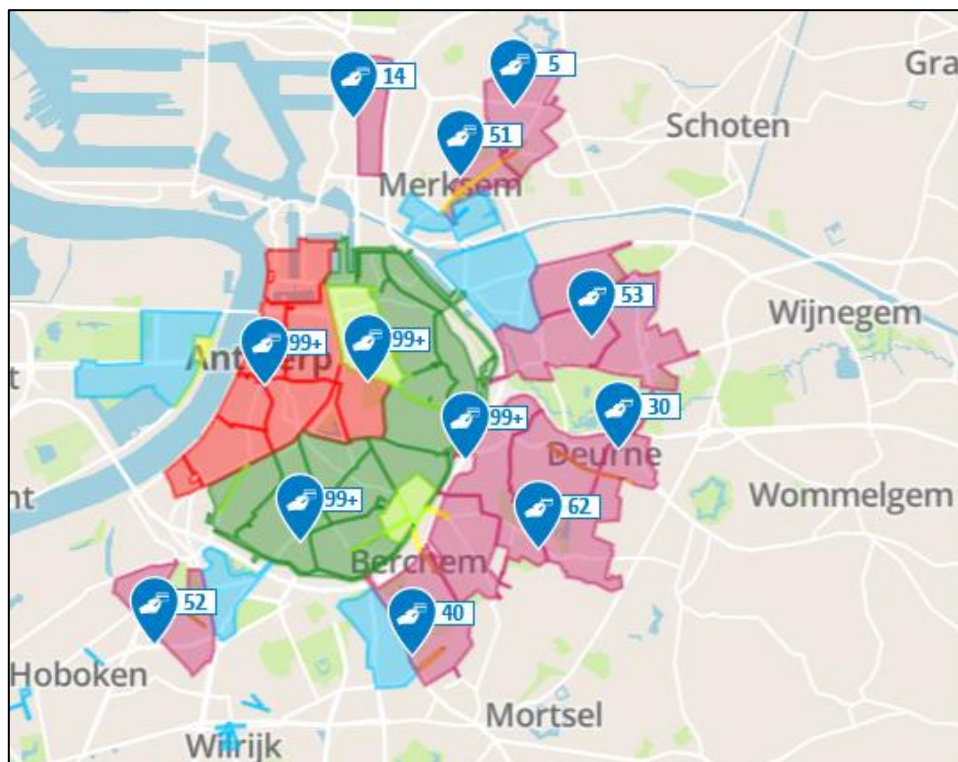 14
5
Gra
51
Schoten
Merksem
53
Wijnegem
99+
99+
Antwerp
t
30
99+
Deurne
nt
99+
62
Wommelgem
Berchem
52
40
Hoboken
Mortsel
Wilrijk